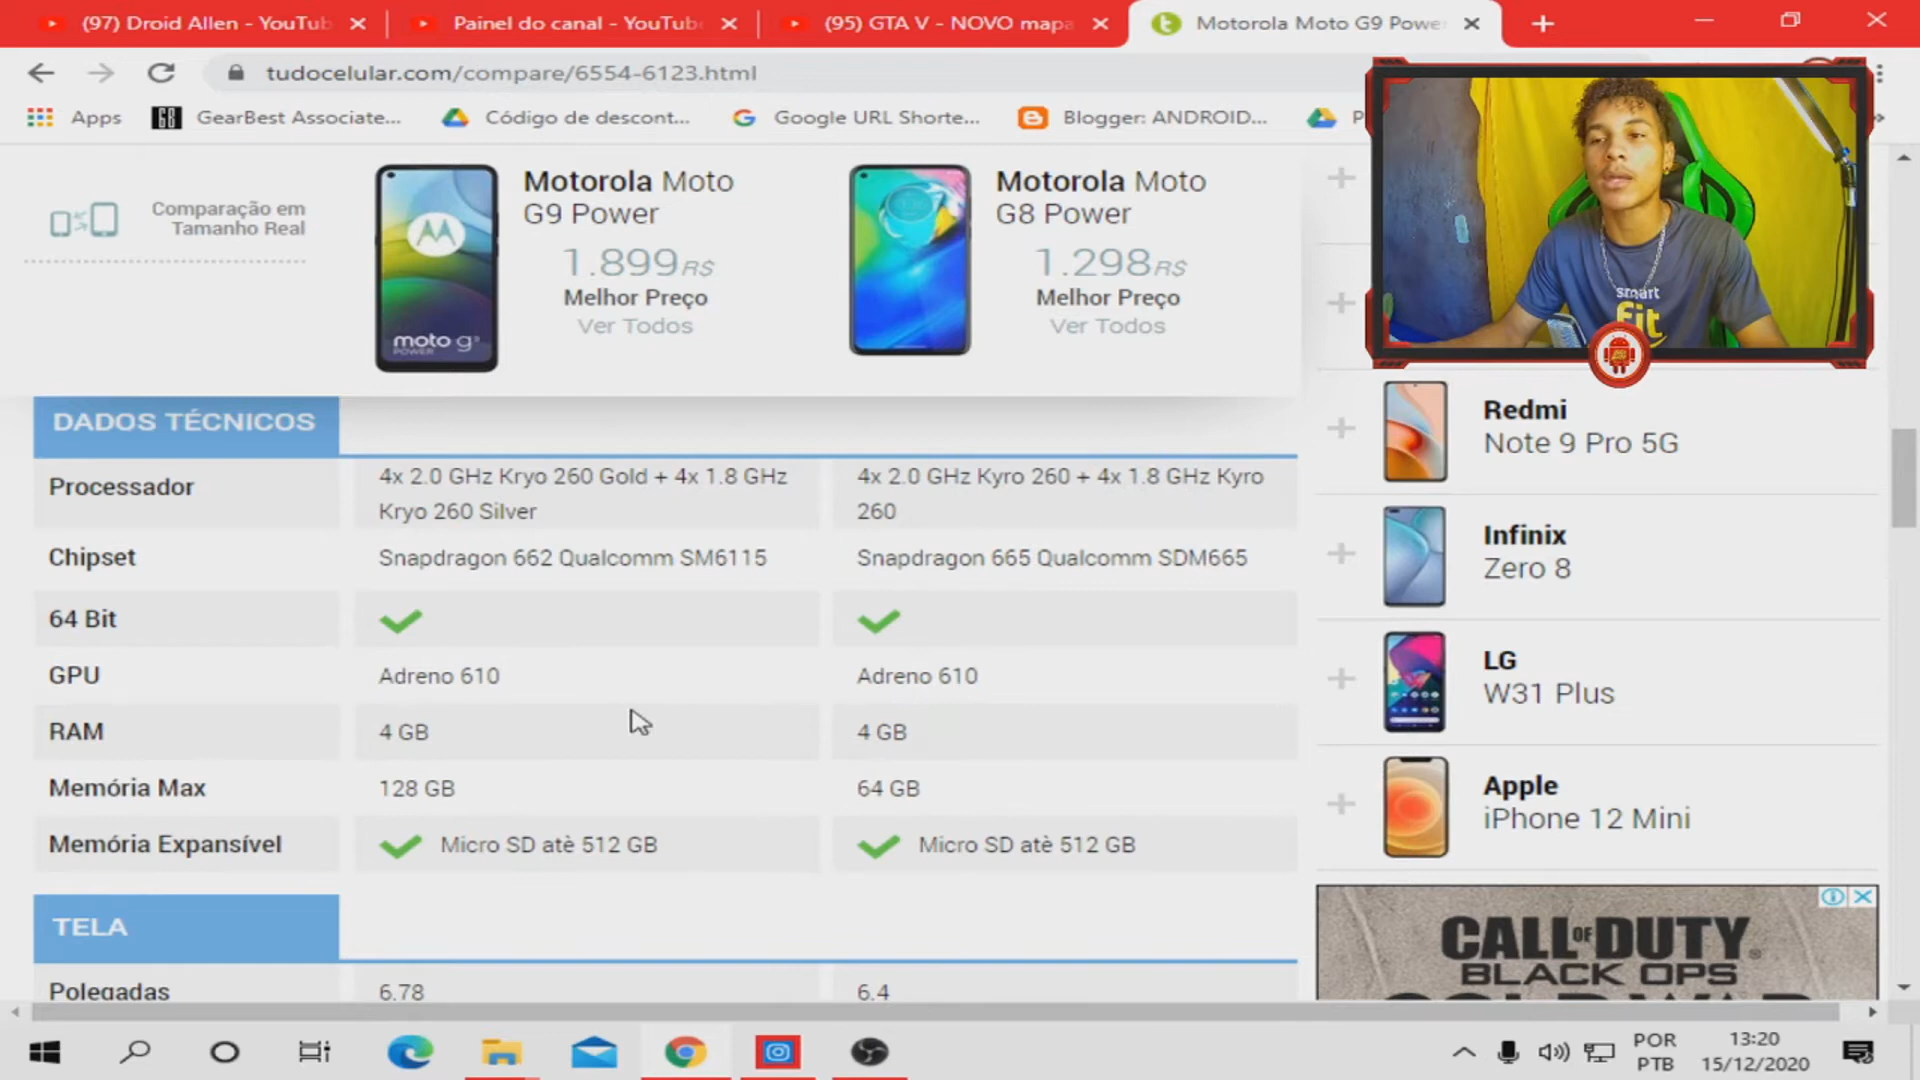 (97) Droid Allen - YouTub
Painel do canal - YouTub
(95) GTA V - NOVO mapa
Motorola Moto G9 Powe
tudocelular.com/compare/6554-6123.html
Apps
GB
GearBest Associate...
Código de descont...
Google URL Shorte...
Blogger: ANDROID...
P
Comparação em
Tamanho Real
moto g9
POWER
Motorola Moto
G9 Power
1.899 R$
Melhor Preço
Ver Todos
Motorola Moto
G8 Power
1.298 R$
Melhor Preço
Ver Todos
smart
fit
DADOS TÉCNICOS
Processador
4x 2.0 GHz Kryo 260 Gold + 4x 1.8 GHz
Kryo 260 Silver
4x 2.0 GHz Kyro 260 + 4x 1.8 GHz Kyro
260
Chipset
Snapdragon 662 Qualcomm SM6115
Snapdragon 665 Qualcomm SDM665
64 Bit
GPU
Adreno 610
Adreno 610
RAM
4 GB
4 GB
Memória Max
128 GB
64 GB
Memória Expansível
Micro SD atè 512 GB
Micro SD atè 512 GB
TELA
Polegadas
6.78
6.4
Redmi
Note 9 Pro 5G
Infinix
Zero 8
LG
W31 Plus
Apple
iPhone 12 Mini
CALL OF DUTY
BLACK OPS
POR
PTB
13:20
15/12/2020